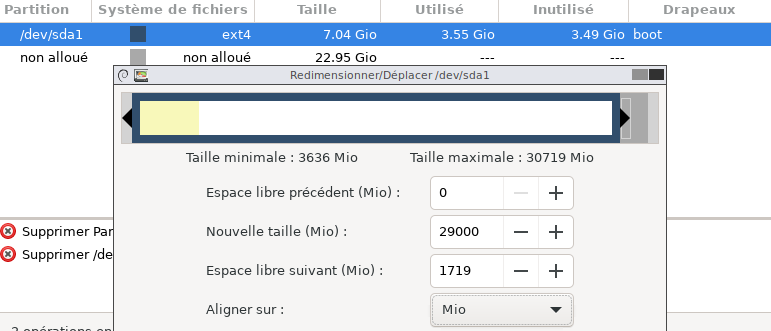 Partition Système de fichiers Taille Utilisé Inutilisé Drapeaux
/dev/sda1 ext4 7.04 Gio 3.55 Gio 3.49 Gio boot
non alloué non alloué 22.95 Gio --- ---
Redimensionner/Déplacer /dev/sda1
Taille minimale : 3636 Mio Taille maximale : 30719 Mio
Espace libre précédent (Mio) : 0
Supprimer Par
Nouvelle taille (Mio) : 29000
Supprimer /de
Espace libre suivant (Mio) : 1719
Aligner sur : Mio
2 opérations en